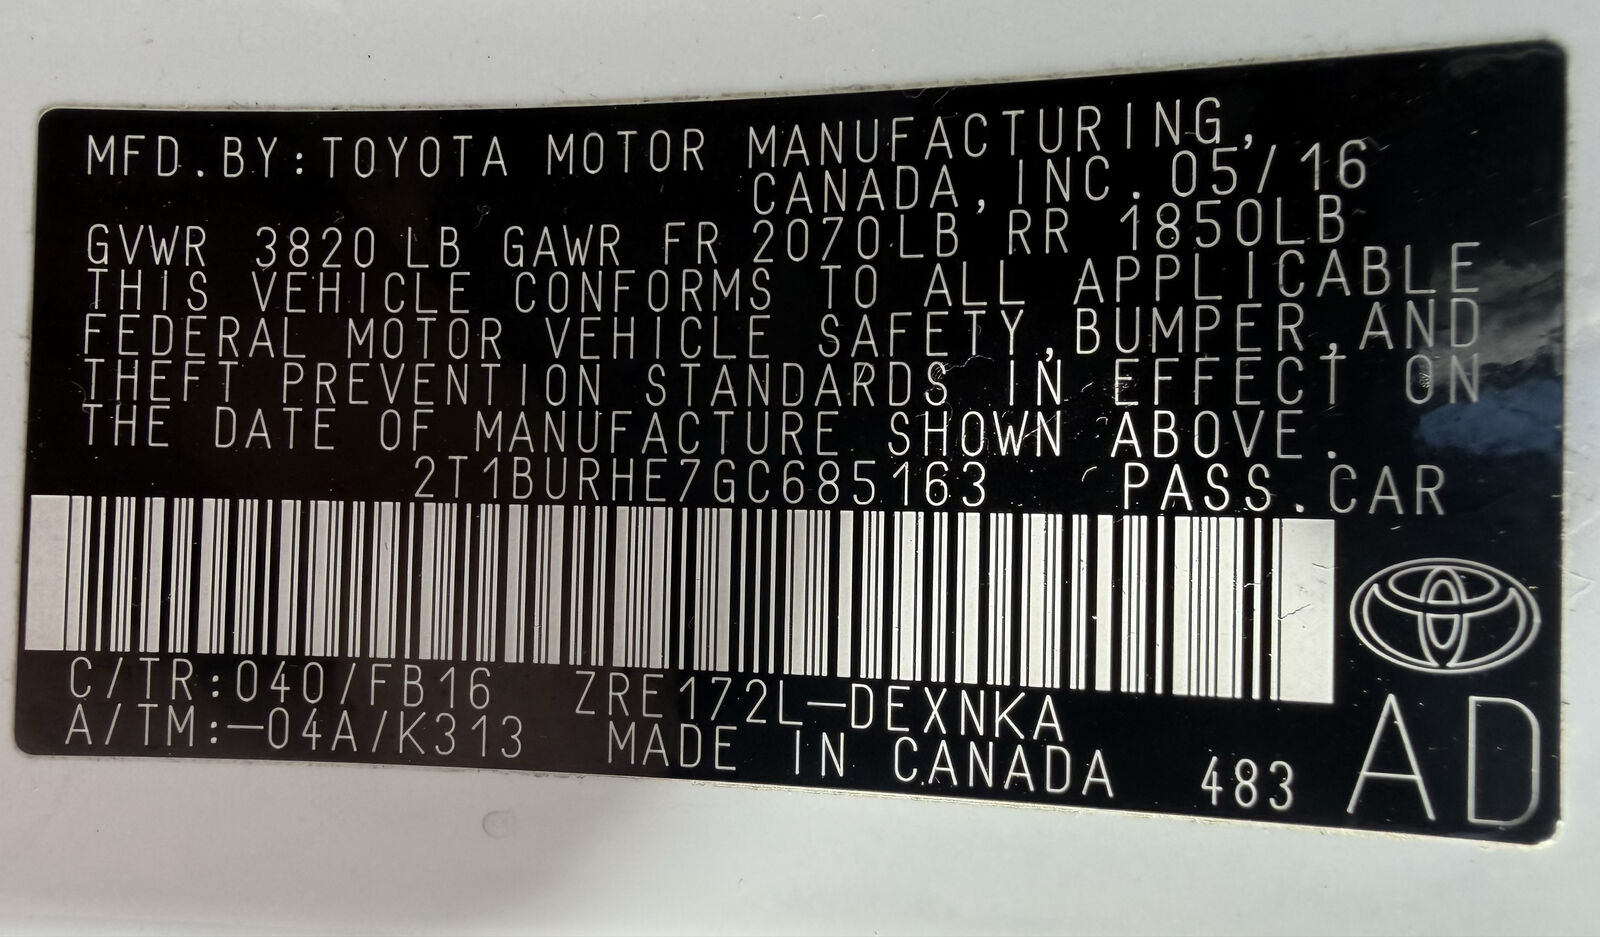 MFD.BY:TOYOTA MOTOR MANUFACTURING,
CANADA,INC.05/16
GVWR 3820 LB GAWR FR 2070LB RR 1850LB
THIS VEHICLE CONFORMS TO ALL APPLICABLE
FEDERAL MOTOR VEHICLE SAFETY,BUMPER,AND
THEFT PREVENTION STANDARDS IN EFFECT ON
THE DATE OF MANUFACTURE SHOWN ABOVE.
2T1BURHE7GC685163 PASS.CAR
C/TR:040/FB16 ZRE172L-DEXNKA
A/TM:-04A/K313 MADE IN CANADA 483 AD